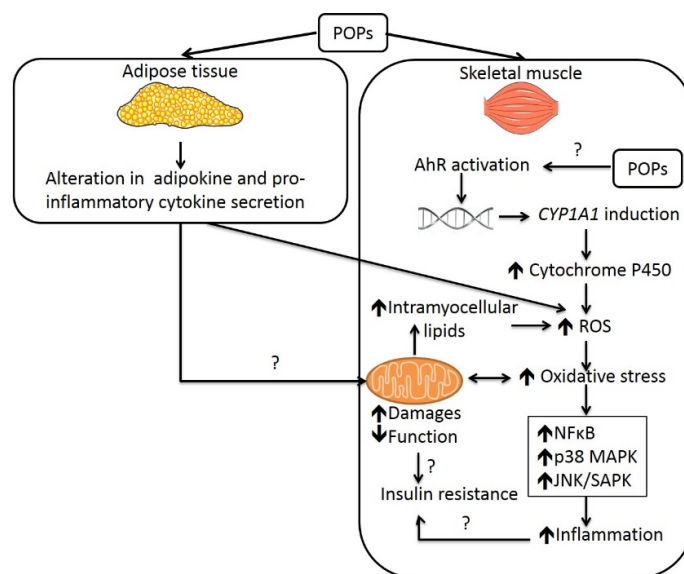 POPs
Adipose tissue
Alteration in adipokine and pro-
inflammatory cytokine secretion
Skeletal muscle
AhR activation
?
POPs
CYP1A1 induction
Cytochrome P450
Intramyocellular
lipids
ROS
?
Oxidative stress
Damages
Function
NFκB
p38 MAPK
JNK/SAPK
?
Insulin resistance
?
Inflammation